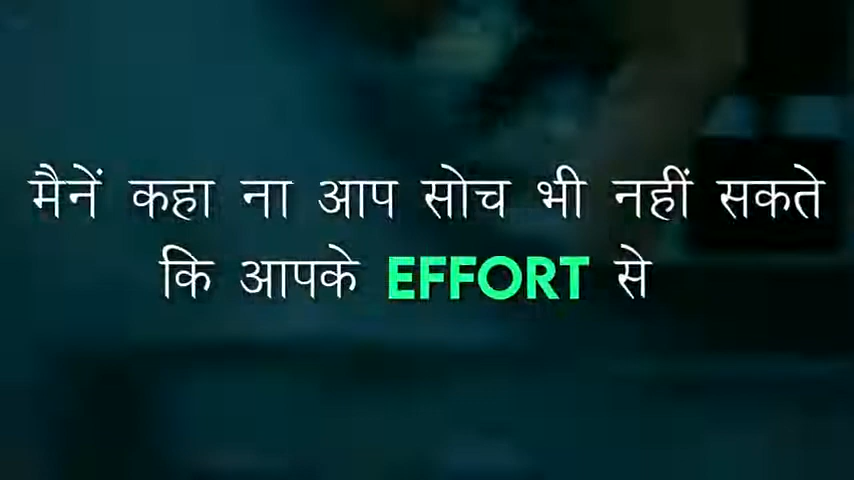 मैनें कहा ना आप सोच भी नहीं सकते
कि आपके EFFORT से